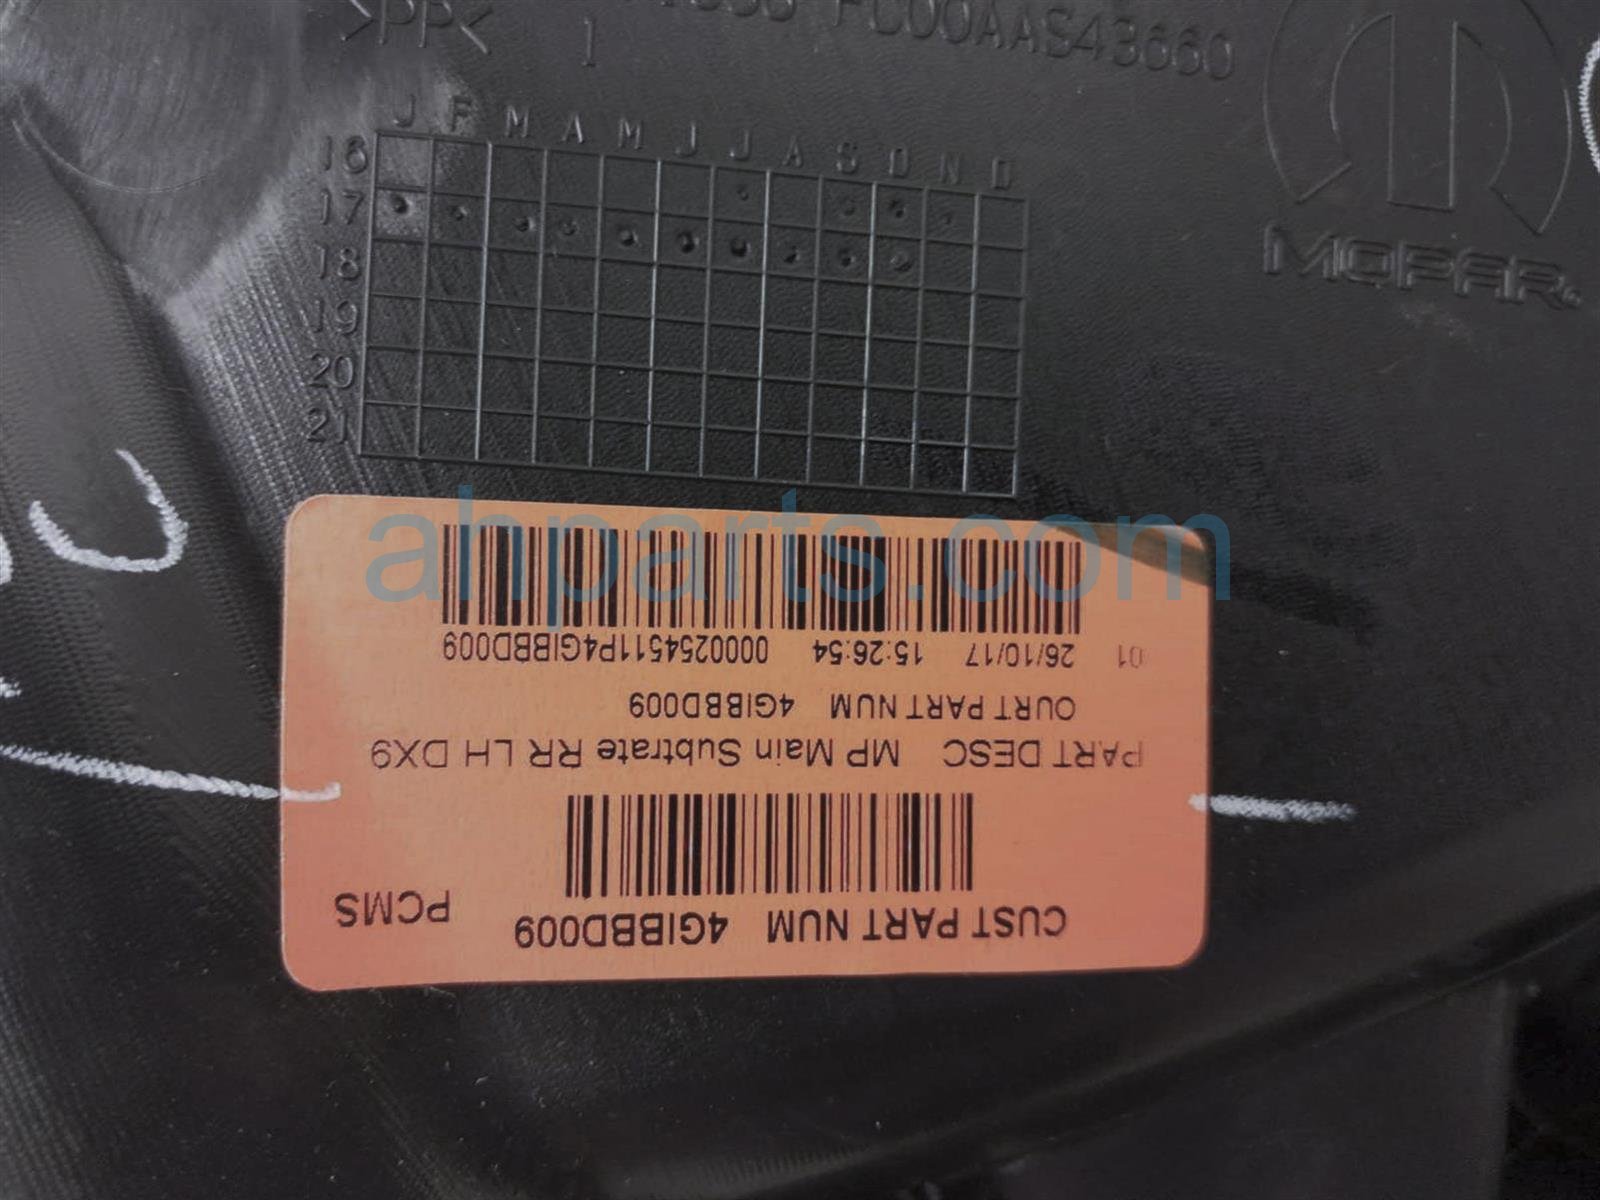 >PP< 1 FC00AAS43660
MOPAR
J F M A M J J A S O N D
16
17
18
19
20
21
ahparts.com
CUST PART NUM 4GIBBD009
PCMS
PART DESC MP Main Subtrate RR LH DX9
OURT PART NUM 4GIBBD009
01 26/10/17 15:26:54 0000254511P4GIBBD009